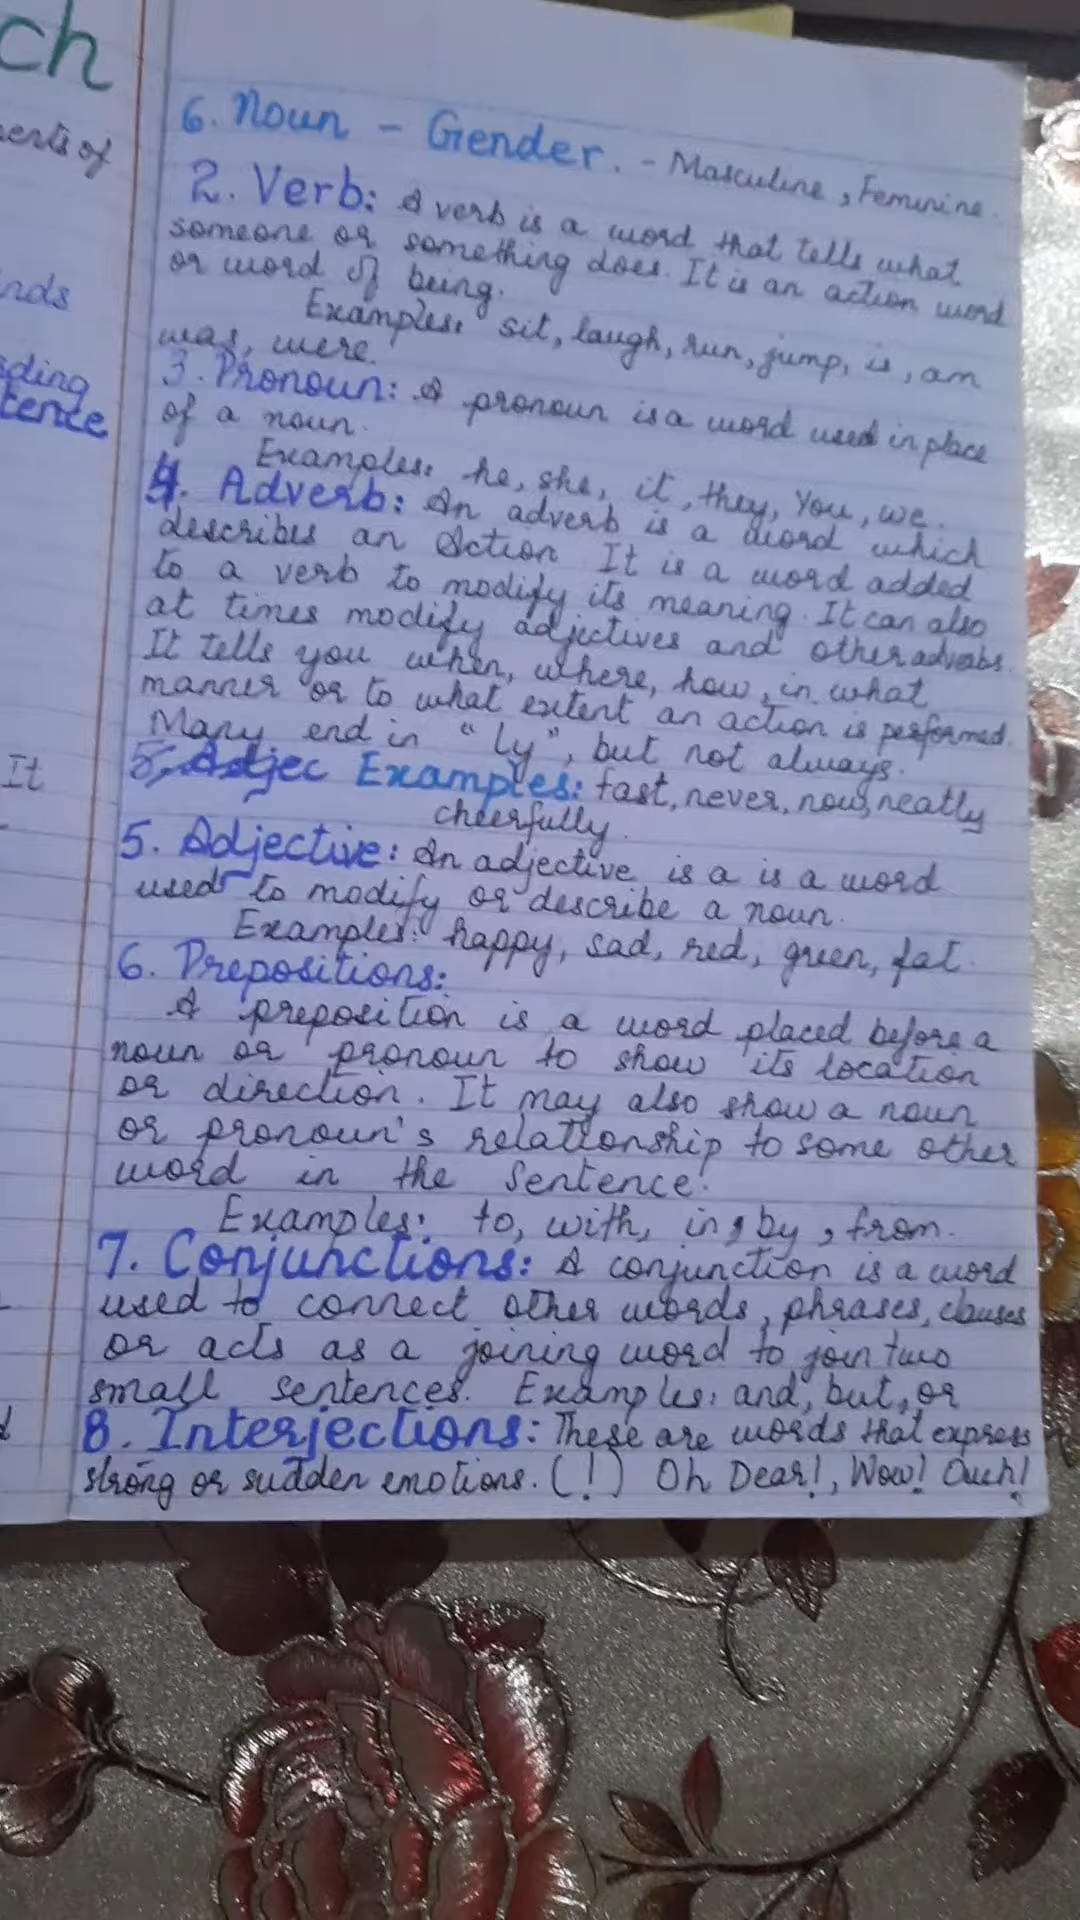 ch
6. Noun - Gender. - Masculine, Feminine.
2. Verb: A verb is a word that tells what
someone or something does. It is an action word
or word of being.
Examples: sit, laugh, run, jump, is, am
was, were.
3. Pronoun: A pronoun is a word used in place
of a noun.
Examples: he, she, it, they, You, we.
4. Adverb: An adverb is a word which
describes an Action It is a word added
to a verb to modify its meaning. It can also
at times modify adjectives and other adverbs.
It tells you when, where, how, in what
manner or to what extent an action is performed.
Many end in "ly", but not always.
5. Adjec Examples: fast, never, now, neatly
cheerfully.
5. Adjective: An adjective is a is a word
used to modify or describe a noun.
Examples: happy, sad, red, green, fat.
6. Prepositions:
A preposition is a word placed before a
noun or pronoun to show its location
or direction. It may also show a noun
or pronoun's relationship to some other
word in the Sentence.
Examples: to, with, in, by, from.
7. Conjunctions: A conjunction is a word
used to connect other words, phrases, clauses
or acts as a joining word to join two
small sentences. Examples: and, but, or
8. Interjections: These are words that express
strong or sudden emotions. (!) Oh Dear!, Wow! Ouch!
erts of
nds
ding
tence
It